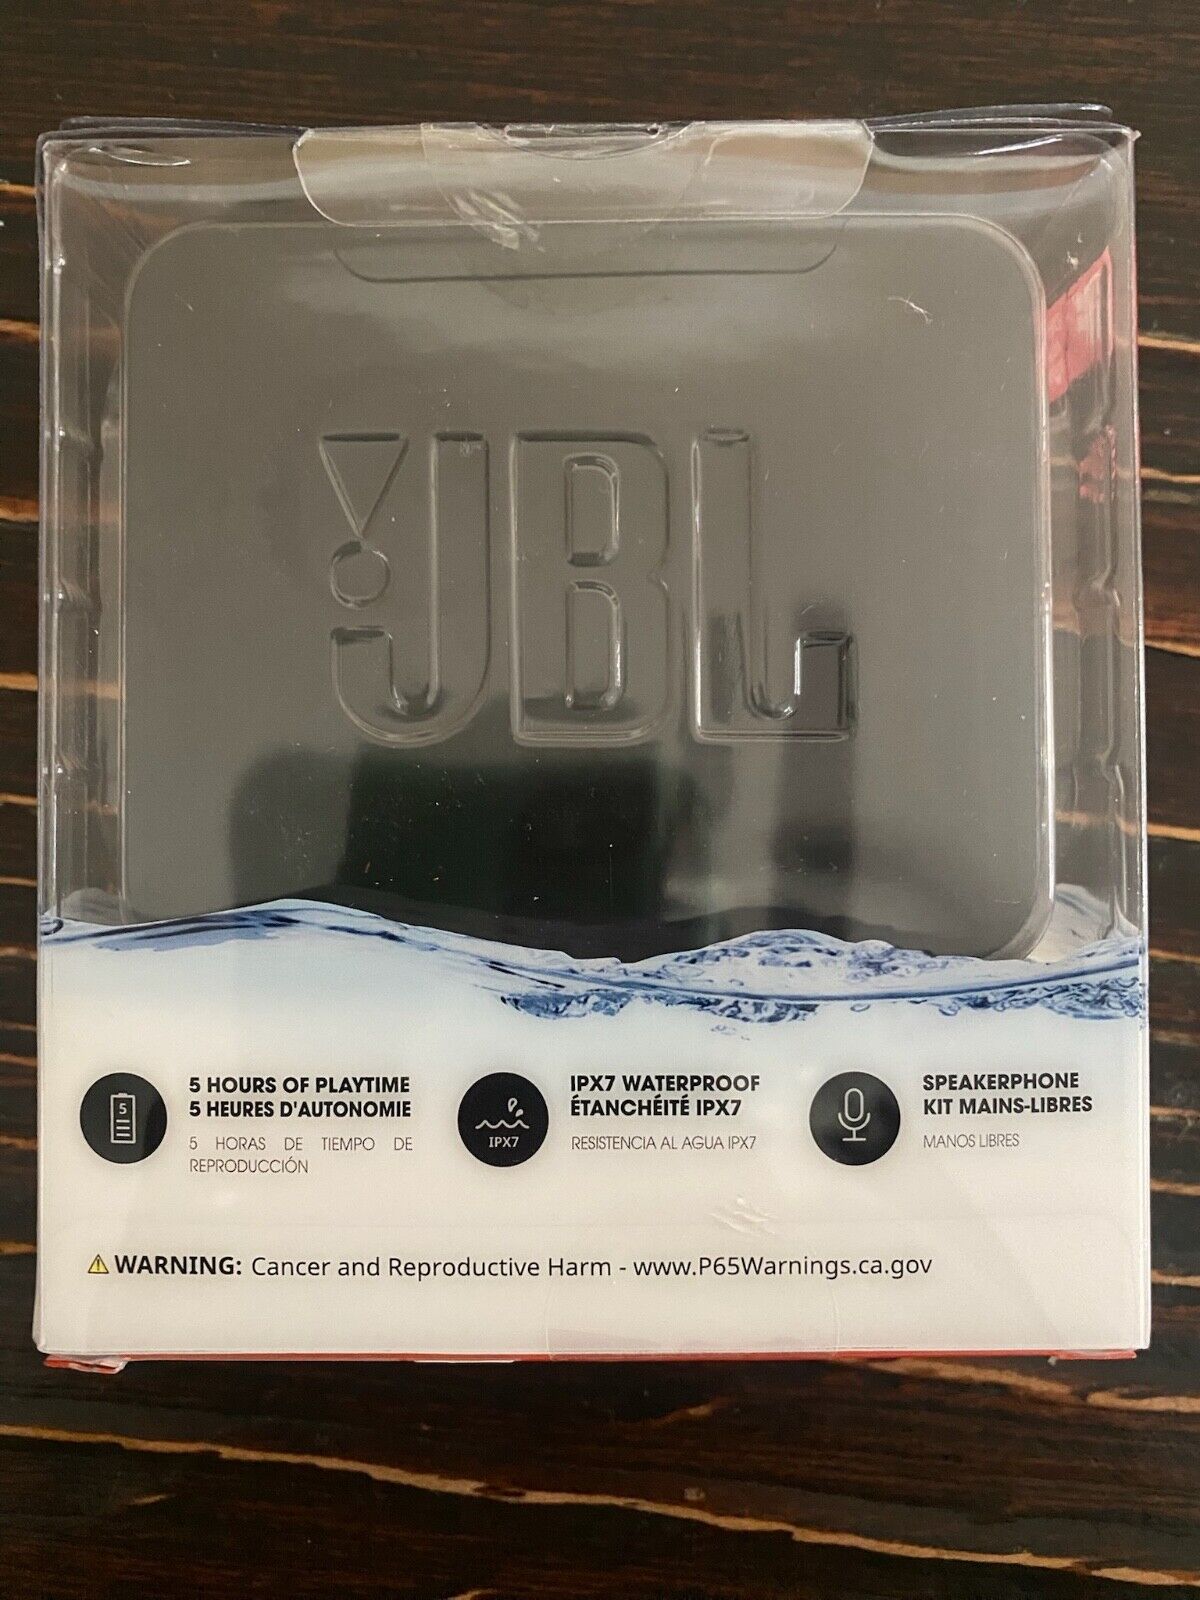 JBL
5 HOURS OF PLAYTIME
5 HEURES D'AUTONOMIE
5 HORAS DE TIEMPO DE
REPRODUCCIÓN
5
IPX7 WATERPROOF
ÉTANCHÉITÉ IPX7
RESISTENCIA AL AGUA IPX7
IPX7
SPEAKERPHONE
KIT MAINS-LIBRES
MANOS LIBRES
⚠ WARNING: Cancer and Reproductive Harm - www.P65Warnings.ca.gov